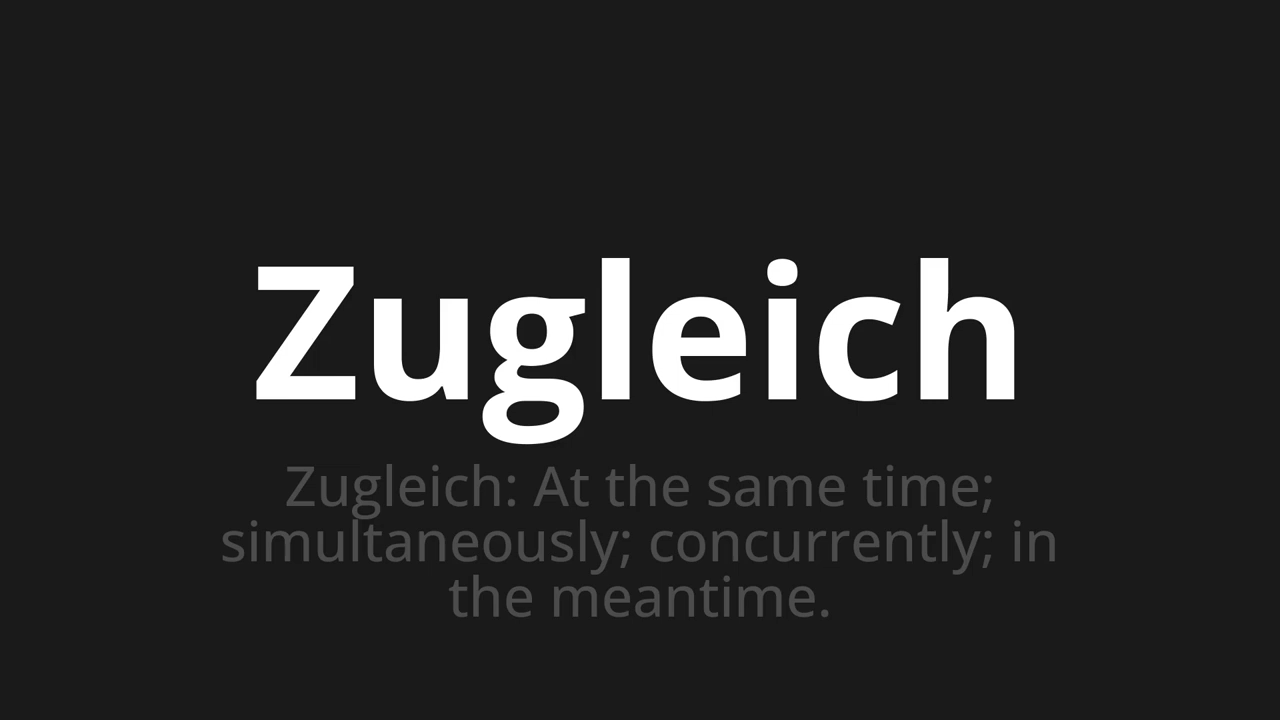 Zugleich
Zugleich: At the same time;
simultaneously; concurrently; in
the meantime.